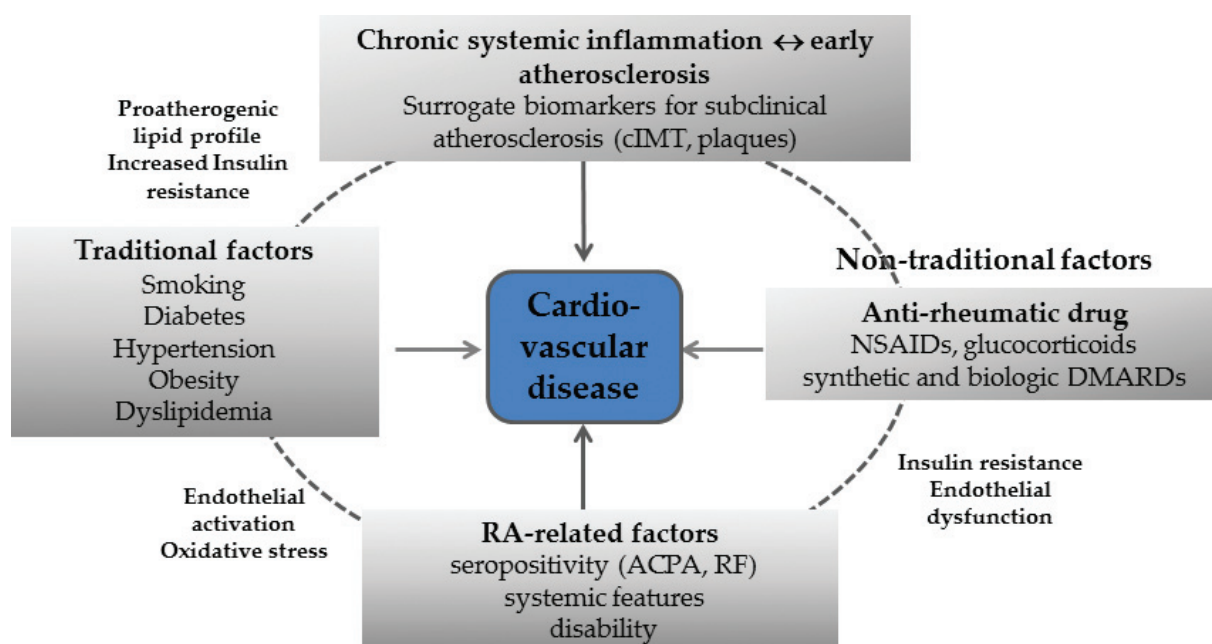 Chronic systemic inflammation ↔ early
atherosclerosis
Surrogate biomarkers for subclinical
atherosclerosis (cIMT, plaques)
Proatherogenic
lipid profile
Increased Insulin
resistance
Traditional factors
Smoking
Diabetes
Hypertension
Obesity
Dyslipidemia
Cardio-
vascular
disease
Non-traditional factors
Anti-rheumatic drug
NSAIDs, glucocorticoids
synthetic and biologic DMARDs
Endothelial
activation
Oxidative stress
Insulin resistance
Endothelial
dysfunction
RA-related factors
seropositivity (ACPA, RF)
systemic features
disability